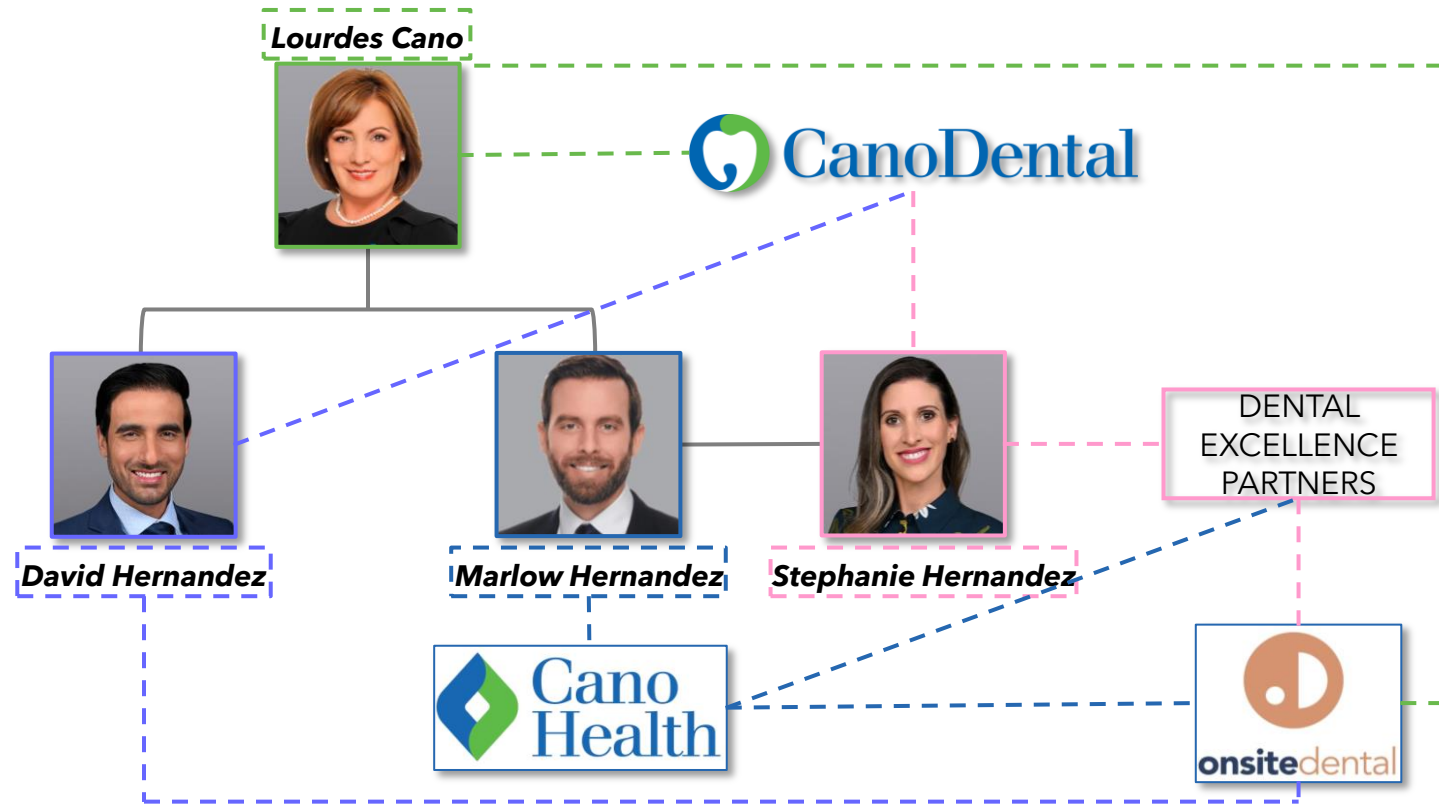 Lourdes Cano
CanoDental
DENTAL
EXCELLENCE
PARTNERS
David Hernandez
Marlow Hernandez
Stephanie Hernandez
Cano
Health
onsitedental